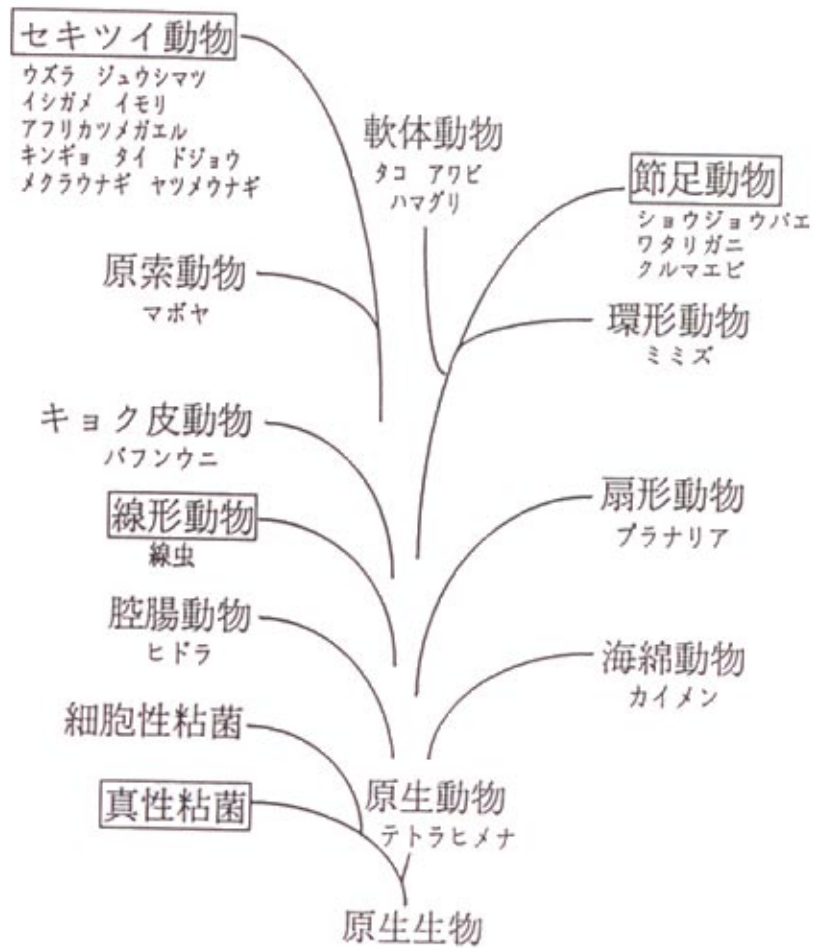 セキツイ動物
ウズラ ジュウシマツ
イシガメ イモリ
アフリカツメガエル
キンギョ タイ ドジョウ
メクラウナギ ヤツメウナギ
軟体動物
タコ アワビ
ハマグリ
節足動物
ショウジョウバエ
ワタリガニ
クルマエビ
原索動物
マボヤ
環形動物
ミミズ
キョク皮動物
バフンウニ
線形動物
線虫
扇形動物
プラナリア
腔腸動物
ヒドラ
海綿動物
カイメン
細胞性粘菌
真性粘菌
原生動物
テトラヒメナ
原生生物